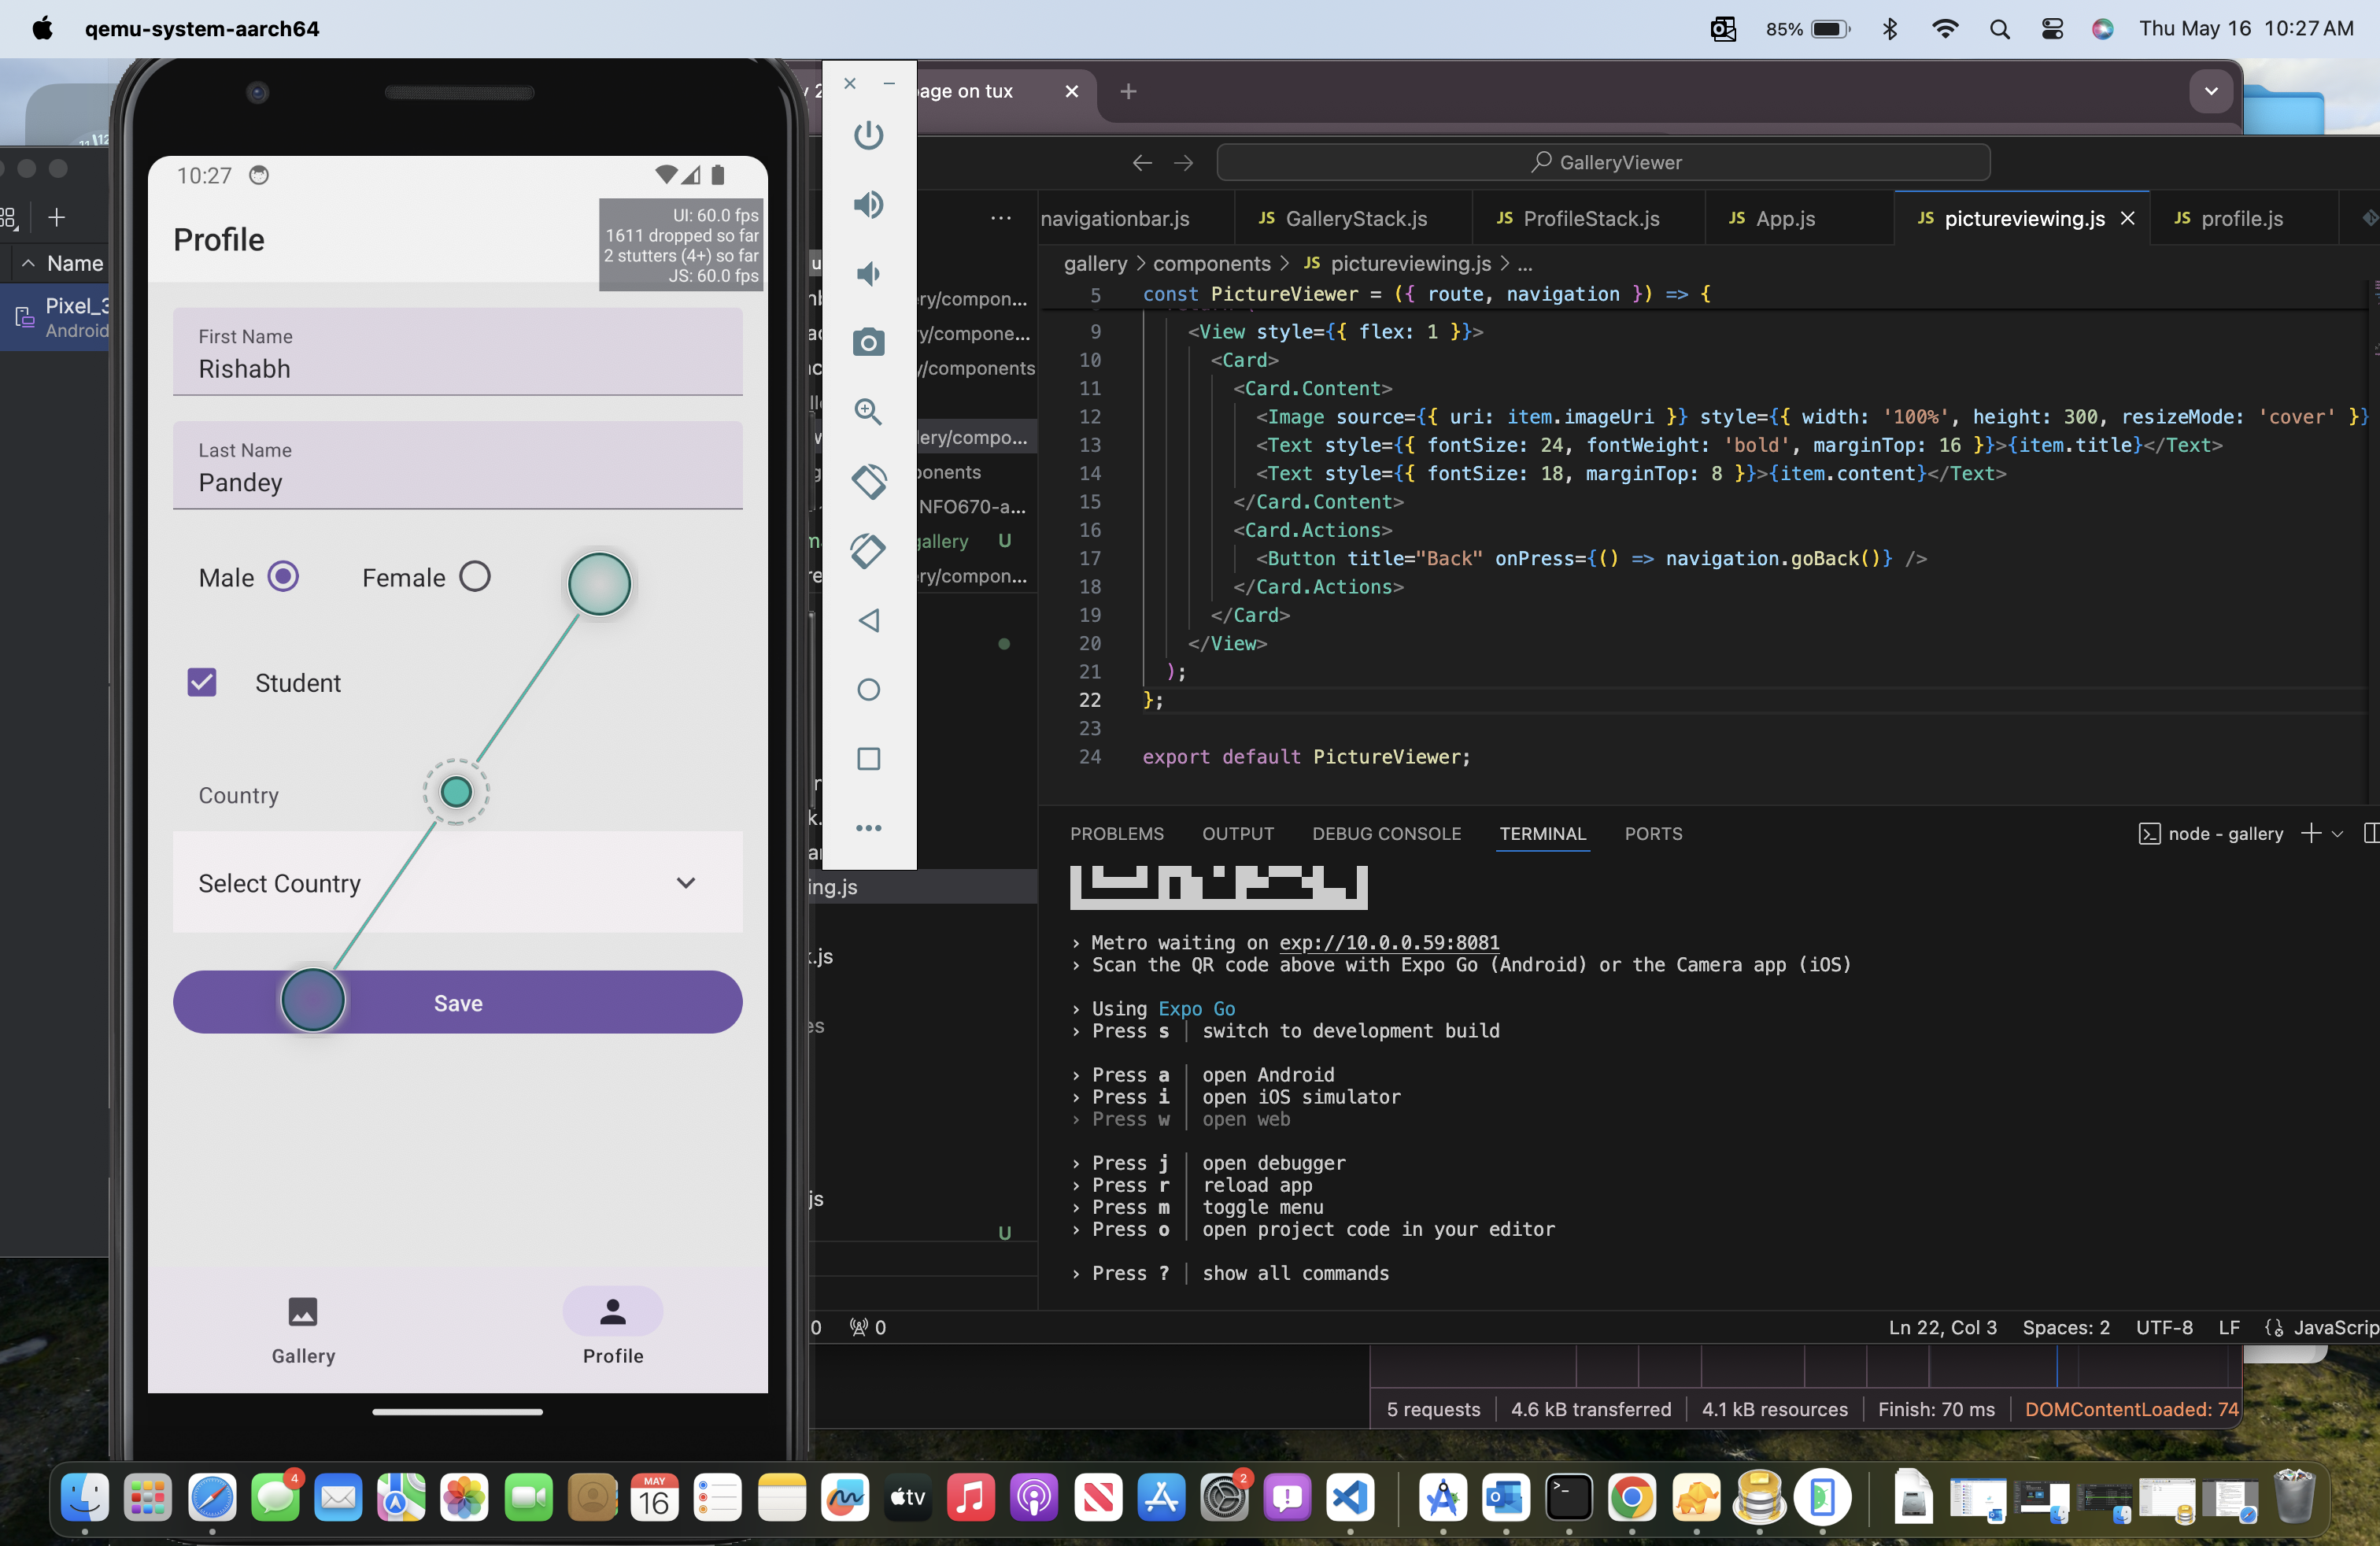 qemu-system-aarch64
85%
Thu May 16 10:27 AM
age on tux
10:27
UI: 60.0 fps
1611 dropped so far
2 stutters (4+) so far
JS: 60.0 fps
Profile
First Name
Rishabh
Last Name
Pandey
Male
Female
Student
Country
Select Country
Save
Gallery
Profile
Name
Pixel_3
Android
GalleryViewer
navigationbar.js
JS GalleryStack.js
JS ProfileStack.js
JS App.js
JS pictureviewing.js
JS profile.js
gallery > components > JS pictureviewing.js > ...
ry/compon...
y/compone...
y/components
lery/compo...
ponents
NFO670-a...
gallery U
ry/compon...
ing.js
.js
es
js
U
5 const PictureViewer = ({ route, navigation }) => {
9 <View style={{ flex: 1 }}>
10 <Card>
11 <Card.Content>
12 <Image source={{ uri: item.imageUri }} style={{ width: '100%', height: 300, resizeMode: 'cover' }}
13 <Text style={{ fontSize: 24, fontWeight: 'bold', marginTop: 16 }}>{item.title}</Text>
14 <Text style={{ fontSize: 18, marginTop: 8 }}>{item.content}</Text>
15 </Card.Content>
16 <Card.Actions>
17 <Button title="Back" onPress={() => navigation.goBack()} />
18 </Card.Actions>
19 </Card>
20 </View>
21 );
22 };
23
24 export default PictureViewer;
PROBLEMS OUTPUT DEBUG CONSOLE TERMINAL PORTS
node - gallery
› Metro waiting on exp://10.0.0.59:8081
› Scan the QR code above with Expo Go (Android) or the Camera app (iOS)
› Using Expo Go
› Press s │ switch to development build
› Press a │ open Android
› Press i │ open iOS simulator
› Press w │ open web
› Press j │ open debugger
› Press r │ reload app
› Press m │ toggle menu
› Press o │ open project code in your editor
› Press ? │ show all commands
0 0
Ln 22, Col 3 Spaces: 2 UTF-8 LF JavaScrip
5 requests 4.6 kB transferred 4.1 kB resources Finish: 70 ms DOMContentLoaded: 74
4
MAY
16
tv
2